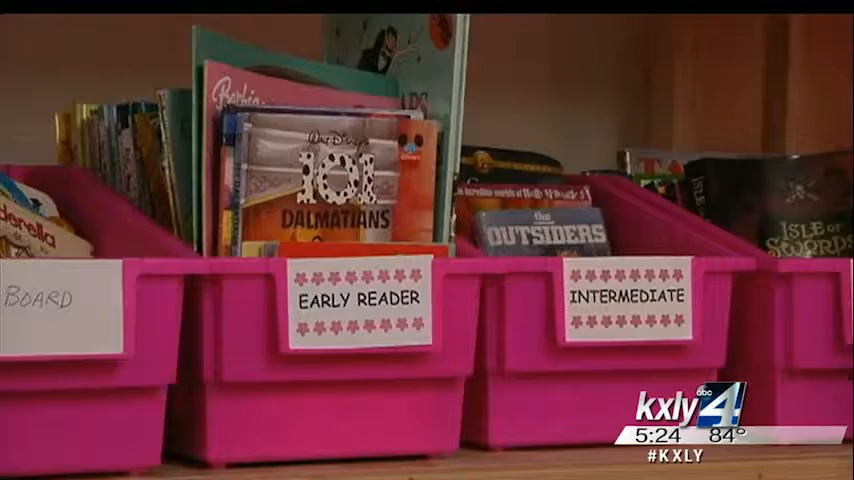 Barbie
Walt Disney's
101
DALMATIANS
the
OUTSIDERS
ISLE OF
SWORDS
BOARD
EARLY READER
INTERMEDIATE
kxly abc 4
5:24 84°
#KXLY